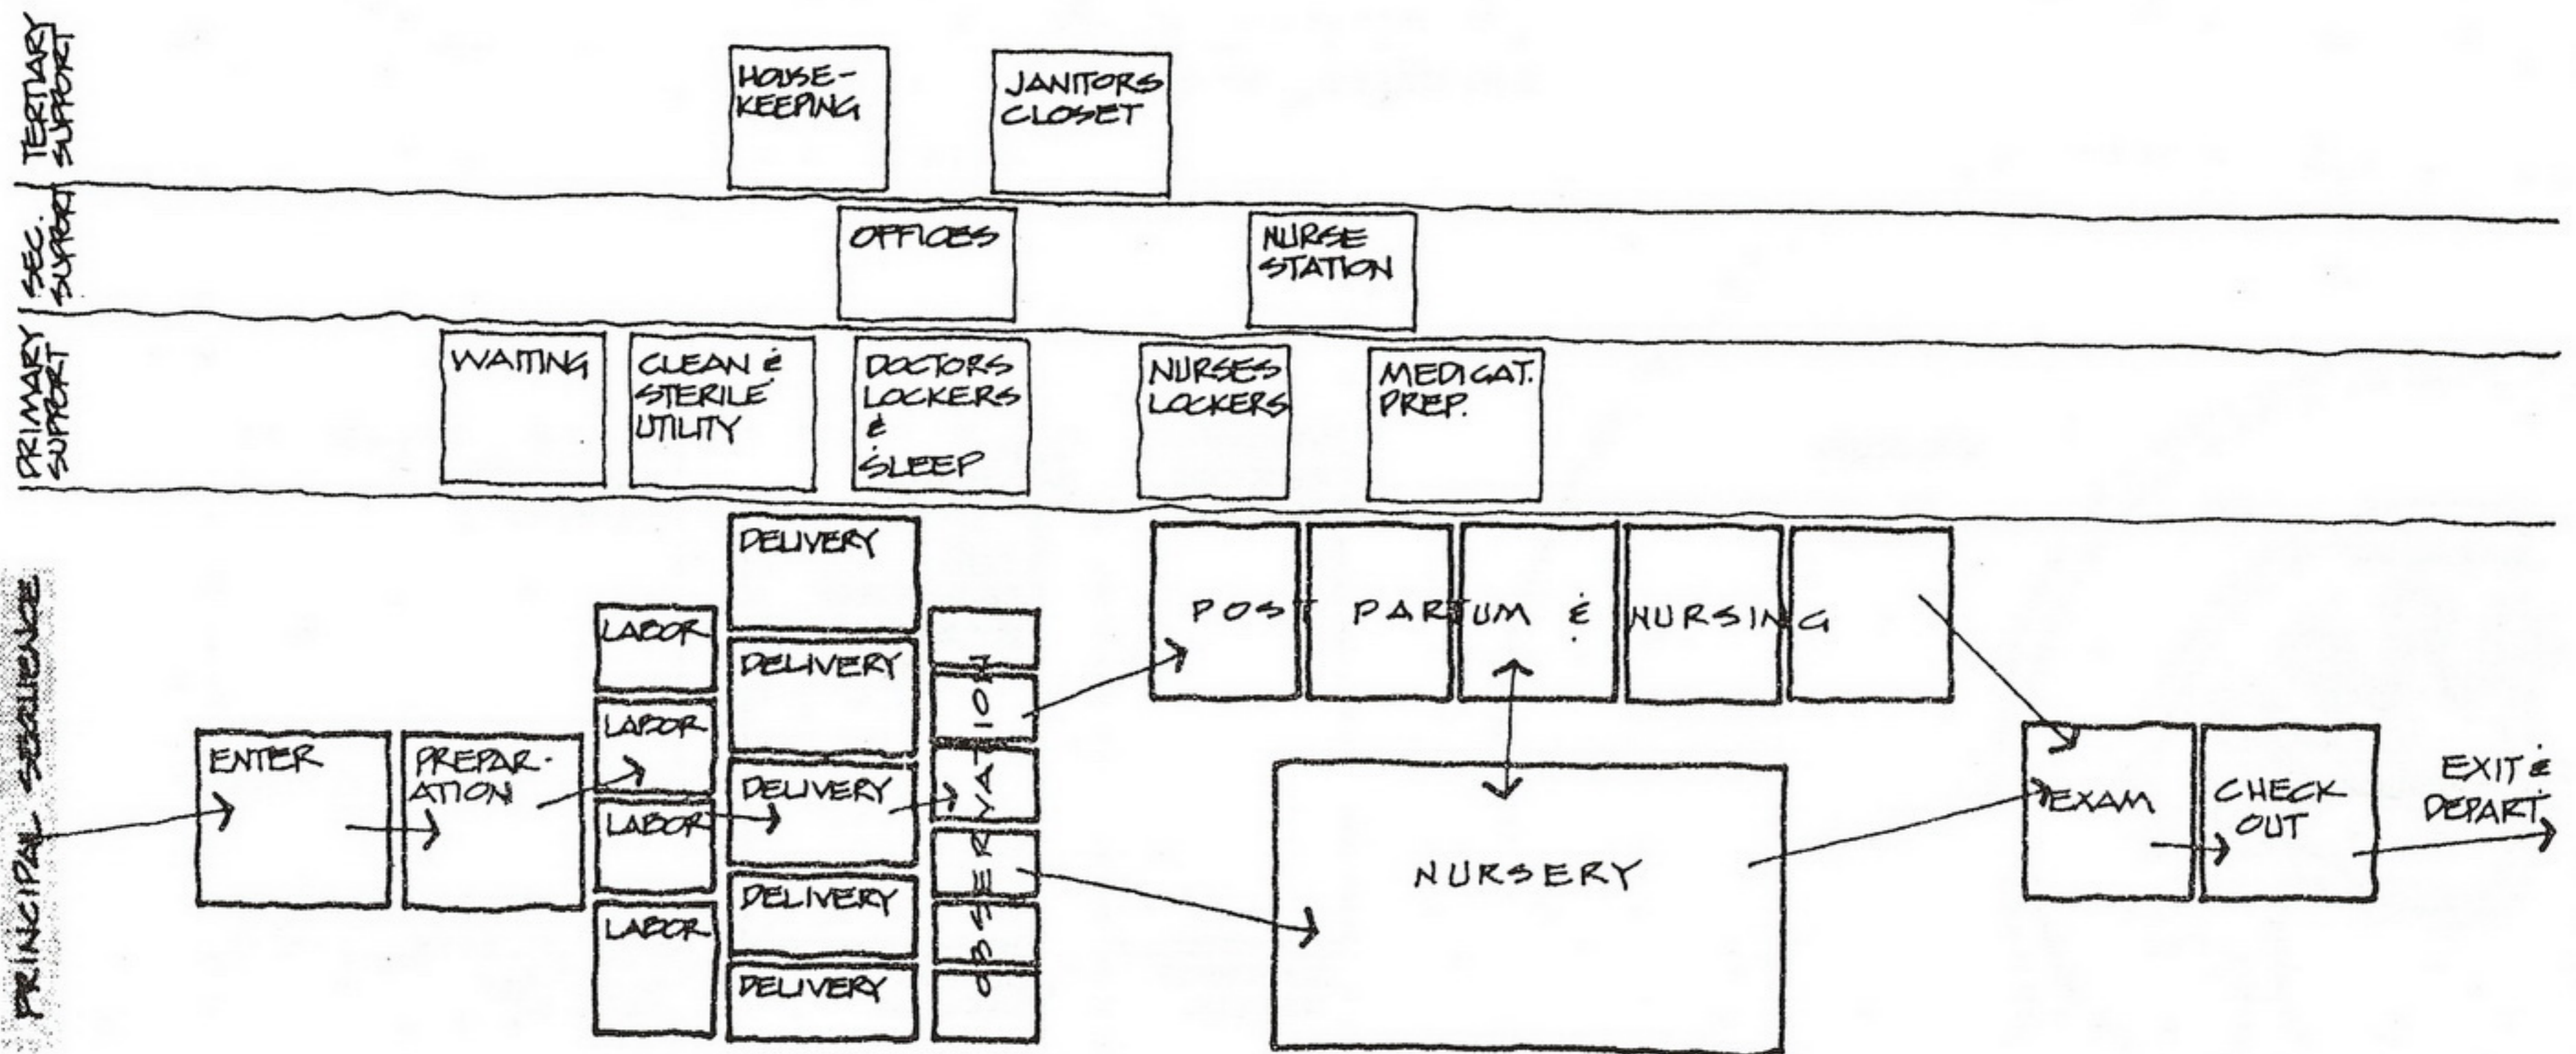 TERTIARY
SUPPORT
HOUSE-
KEEPING
JANITORS
CLOSET
SEC.
SUPPORT
OFFICES
NURSE
STATION
PRIMARY
SUPPORT
WAITING
CLEAN &
STERILE
UTILITY
DOCTORS
LOCKERS
&
SLEEP
NURSES
LOCKERS
MEDICAT.
PREP.
PRINCIPAL SEQUENCE
ENTER
PREPAR-
ATION
LABOR
LABOR
LABOR
LABOR
DELIVERY
DELIVERY
DELIVERY
DELIVERY
DELIVERY
OBSERVATION
POST PARTUM & NURSING
NURSERY
EXAM
CHECK
OUT
EXIT &
DEPART.